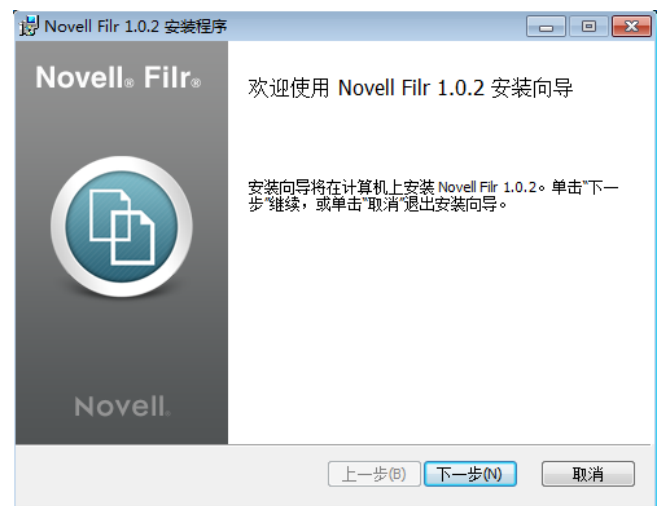 Novell Filr 1.0.2 安装程序
Novell® Filr®
欢迎使用 Novell Filr 1.0.2 安装向导
安装向导将在计算机上安装 Novell Filr 1.0.2。单击"下一
步"继续，或单击"取消"退出安装向导。
Novell®
上一步(B) 下一步(N) 取消